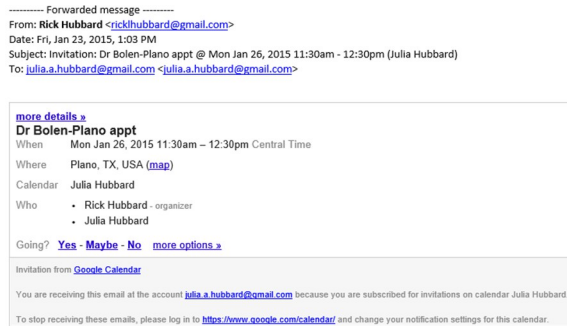 ---------- Forwarded message ---------
From: Rick Hubbard <ricklhubbard@gmail.com>
Date: Fri, Jan 23, 2015, 1:03 PM
Subject: Invitation: Dr Bolen-Plano appt @ Mon Jan 26, 2015 11:30am - 12:30pm (Julia Hubbard)
To: julia.a.hubbard@gmail.com <julia.a.hubbard@gmail.com>
more details »
Dr Bolen-Plano appt
When Mon Jan 26, 2015 11:30am – 12:30pm Central Time
Where Plano, TX, USA (map)
Calendar Julia Hubbard
Who • Rick Hubbard - organizer
• Julia Hubbard
Going? Yes - Maybe - No more options »
Invitation from Google Calendar
You are receiving this email at the account julia.a.hubbard@gmail.com because you are subscribed for invitations on calendar Julia Hubbard
To stop receiving these emails, please log in to https://www.google.com/calendar/ and change your notification settings for this calendar.